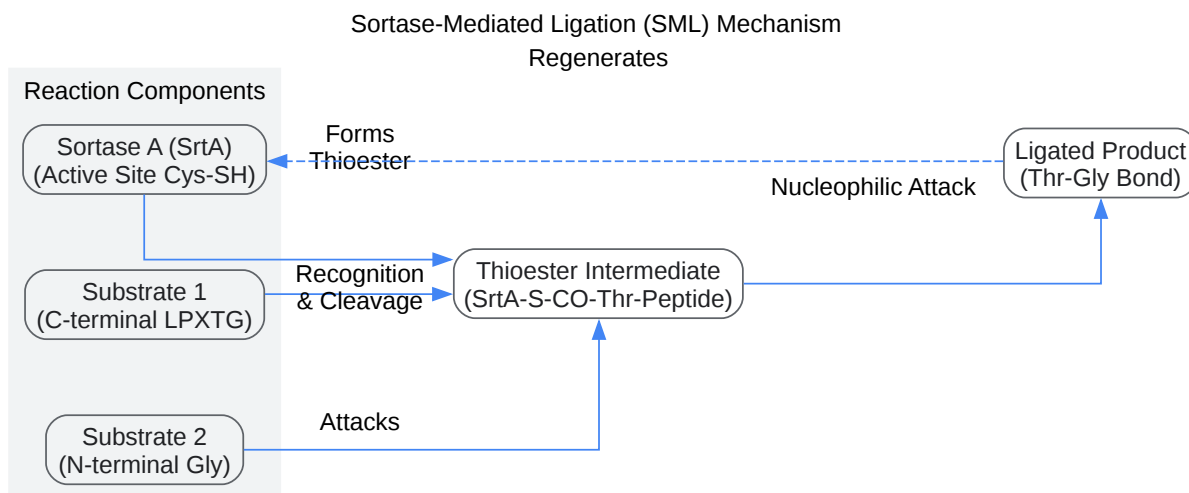 Sortase-Mediated Ligation (SML) Mechanism
Regenerates
Reaction Components
Sortase A (SrtA)
(Active Site Cys-SH)
Forms
Thioester
Ligated Product
(Thr-Gly Bond)
Nucleophilic Attack
Substrate 1
(C-terminal LPXTG)
Recognition
& Cleavage
Thioester Intermediate
(SrtA-S-CO-Thr-Peptide)
Substrate 2
(N-terminal Gly)
Attacks